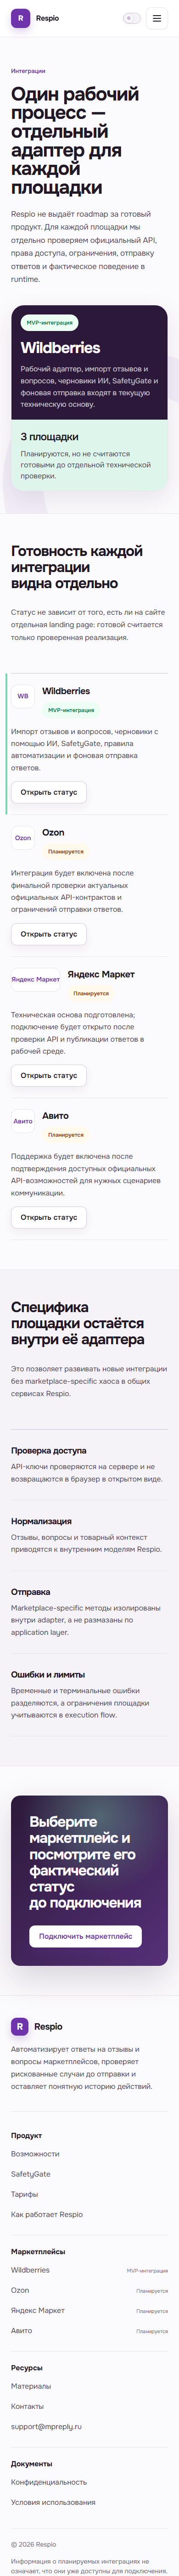 R Respio
Интеграции
Один рабочий
процесс —
отдельный
адаптер для
каждой
площадки
Respio не выдаёт roadmap за готовый
продукт. Для каждой площадки мы
отдельно проверяем официальный API,
права доступа, ограничения, отправку
ответов и фактическое поведение в
runtime.
MVP-интеграция
Wildberries
Рабочий адаптер, импорт отзывов и
вопросов, черновики ИИ, SafetyGate и
фоновая отправка входят в текущую
техническую основу.
3 площадки
Планируются, но не считаются
готовыми до отдельной технической
проверки.
Готовность каждой
интеграции
видна отдельно
Статус не зависит от того, есть ли на сайте
отдельная landing page: готовой считается
только проверенная реализация.
WB
Wildberries
MVP-интеграция
Импорт отзывов и вопросов, черновики с
помощью ИИ, SafetyGate, правила
автоматизации и фоновая отправка
ответов.
Открыть статус
Ozon
Ozon
Планируется
Интеграция будет включена после
финальной проверки актуальных
официальных API-контрактов и
ограничений отправки ответов.
Открыть статус
Яндекс Маркет
Яндекс Маркет
Планируется
Техническая основа подготовлена;
подключение будет открыто после
проверки API и публикации ответов в
рабочей среде.
Открыть статус
Авито
Авито
Планируется
Поддержка будет включена после
подтверждения доступных официальных
API-возможностей для нужных сценариев
коммуникации.
Открыть статус
Специфика
площадки остаётся
внутри её адаптера
Это позволяет развивать новые интеграции
без marketplace-specific хаоса в общих
сервисах Respio.
Проверка доступа
API-ключи проверяются на сервере и не
возвращаются в браузер в открытом виде.
Нормализация
Отзывы, вопросы и товарный контекст
приводятся к внутренним моделям Respio.
Отправка
Marketplace-specific методы изолированы
внутри adapter, а не размазаны по
application layer.
Ошибки и лимиты
Временные и терминальные ошибки
разделяются, а ограничения площадки
учитываются в execution flow.
Выберите
маркетплейс и
посмотрите его
фактический
статус
до подключения
Подключить маркетплейс
R Respio
Автоматизирует ответы на отзывы и
вопросы маркетплейсов, проверяет
рискованные случаи до отправки и
оставляет понятную историю действий.
Продукт
Возможности
SafetyGate
Тарифы
Как работает Respio
Маркетплейсы
Wildberries MVP-интеграция
Ozon Планируется
Яндекс Маркет Планируется
Авито Планируется
Ресурсы
Материалы
Контакты
support@mpreply.ru
Документы
Конфиденциальность
Условия использования
© 2026 Respio
Информация о планируемых интеграциях не
означает, что они уже доступны для подключения.